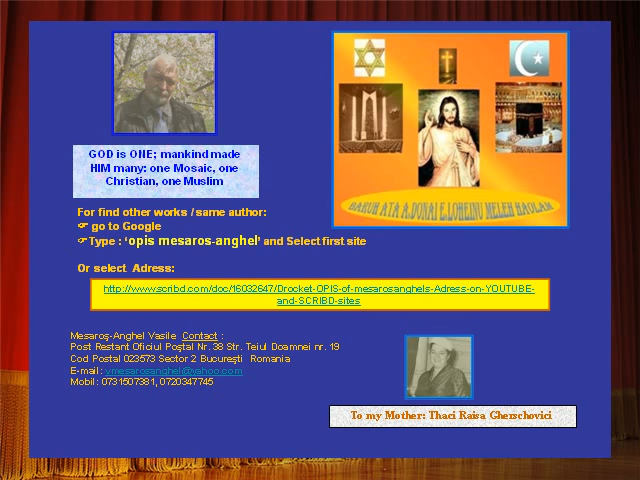 GOD is ONE; mankind made
HIM many: one Mosaic, one
Christian, one Muslim
BARUH ATA A.DONAI E.LOHEINU MELEH HAOLAM
For find other works / same author:
☞ go to Google
☞Type : ‘opis mesaros-anghel’ and Select first site
Or select Adress:
http://www.scribd.com/doc/16032647/Drocket-OPIS-of-mesarosanghels-Adress-on-YOUTUBE-
and-SCRIBD-sites
Mesaroş-Anghel Vasile Contact :
Post Restant Oficiul Poştal Nr. 38 Str. Teiul Doamnei nr. 19
Cod Postal 023573 Sector 2 Bucureşti Romania
E-mail: vmesarosanghel@yahoo.com
Mobil: 0731507381, 0720347745
To my Mother: Thaci Raisa Gherschovici